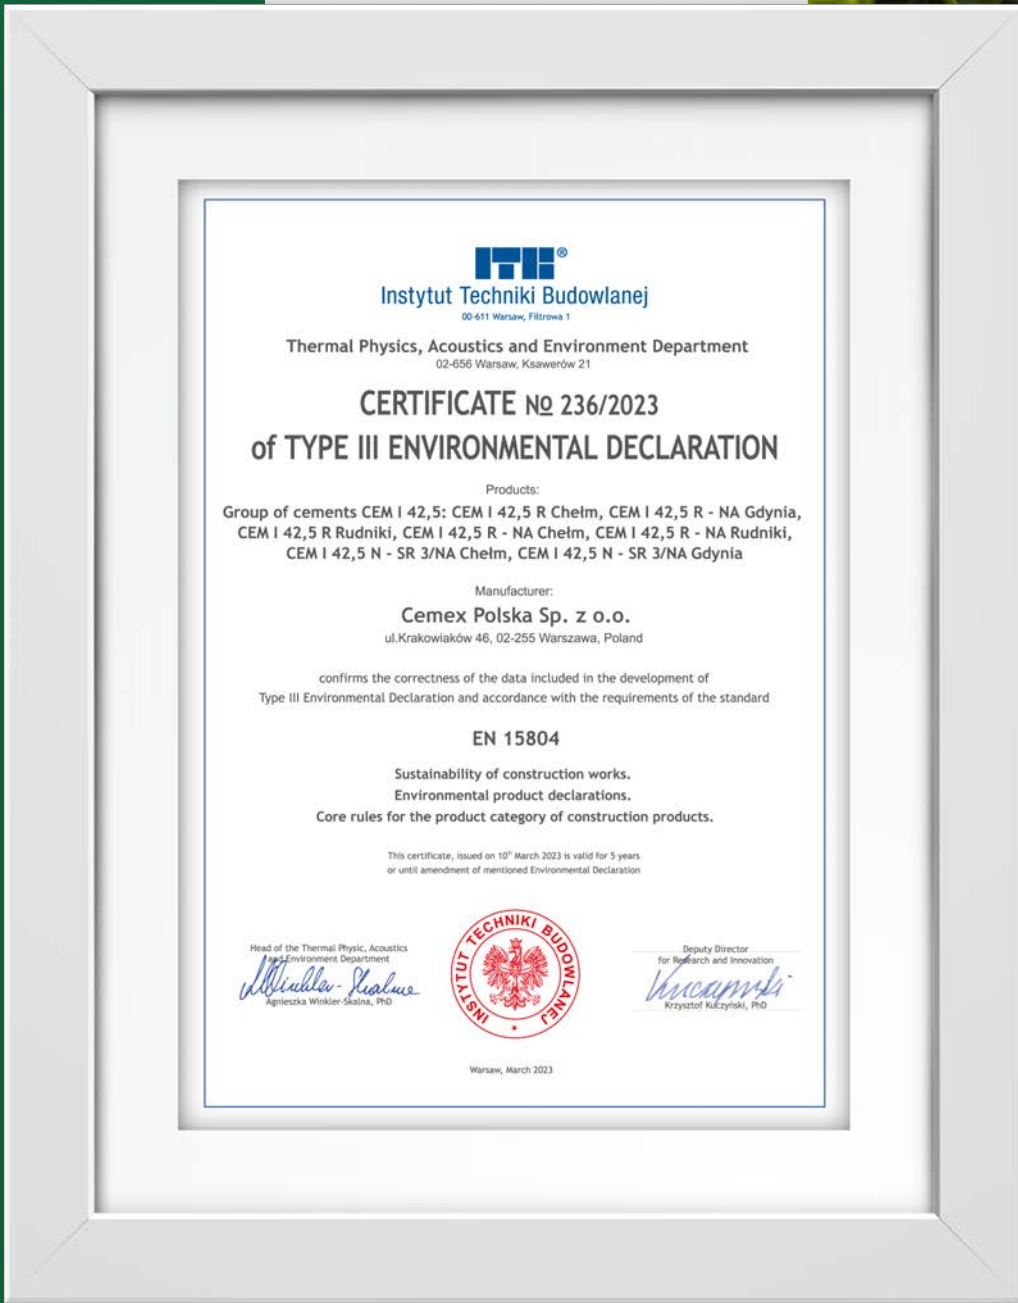 ITB®
Instytut Techniki Budowlanej
00-611 Warsaw, Filtrowa 1
Thermal Physics, Acoustics and Environment Department
02-656 Warsaw, Ksawerów 21
CERTIFICATE № 236/2023
of TYPE III ENVIRONMENTAL DECLARATION
Products:
Group of cements CEM I 42,5: CEM I 42,5 R Chełm, CEM I 42,5 R - NA Gdynia,
CEM I 42,5 R Rudniki, CEM I 42,5 R - NA Chełm, CEM I 42,5 R - NA Rudniki,
CEM I 42,5 N - SR 3/NA Chełm, CEM I 42,5 N - SR 3/NA Gdynia
Manufacturer:
Cemex Polska Sp. z o.o.
ul.Krakowiaków 46, 02-255 Warszawa, Poland
confirms the correctness of the data included in the development of
Type III Environmental Declaration and accordance with the requirements of the standard
EN 15804
Sustainability of construction works.
Environmental product declarations.
Core rules for the product category of construction products.
This certificate, issued on 10th March 2023 is valid for 5 years
or until amendment of mentioned Environmental Declaration
Head of the Thermal Physic, Acoustics
and Environment Department
Agnieszka Winkler-Skalna, PhD
INSTYTUT TECHNIKI BUDOWLANEJ
Deputy Director
for Research and Innovation
Krzysztof Kuczyński, PhD
Warsaw, March 2023